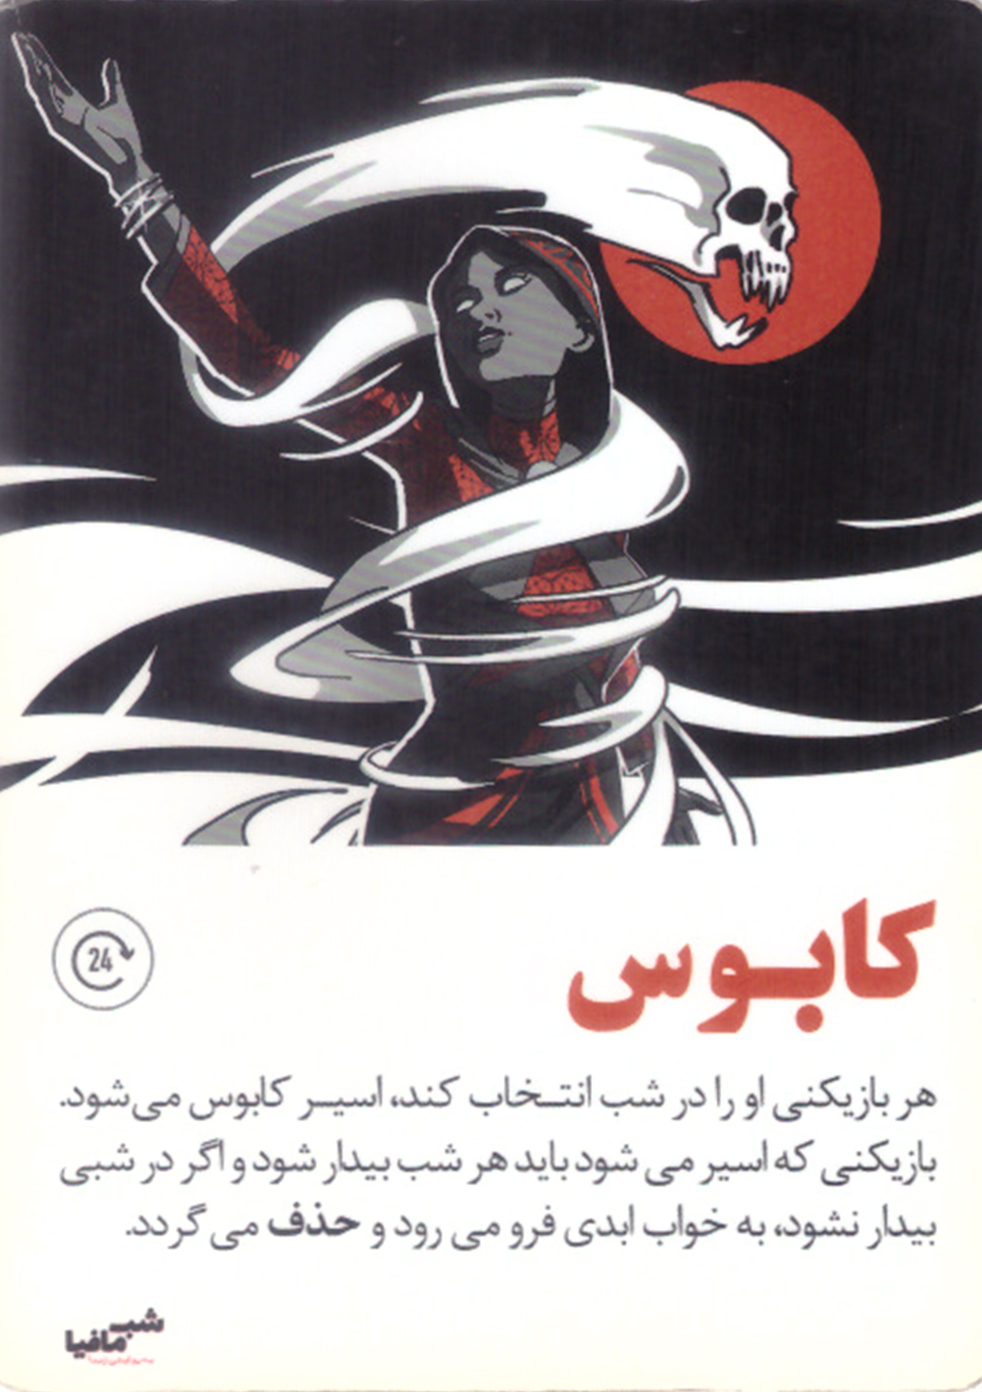 کابوس
24
هر بازیکنی او را در شب انتخاب کند، اسیر کابوس می‌شود.
بازیکنی که اسیر می شود باید هر شب بیدار شود و اگر در شبی
بیدار نشود، به خواب ابدی فرو می رود و حذف می گردد.
شب
مافیا